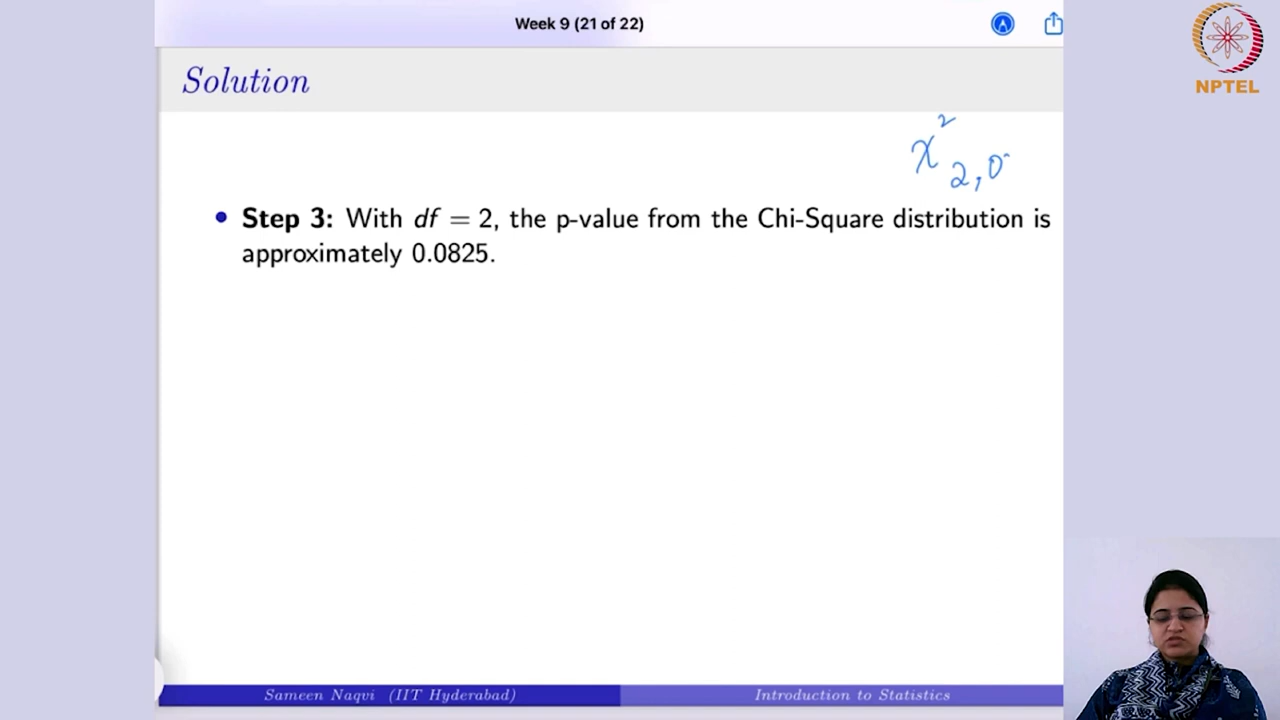 Week 9 (21 of 22)
NPTEL
Solution
χ²
2, 0
• Step 3: With df = 2, the p-value from the Chi-Square distribution is
approximately 0.0825.
Sameen Naqvi (IIT Hyderabad)
Introduction to Statistics